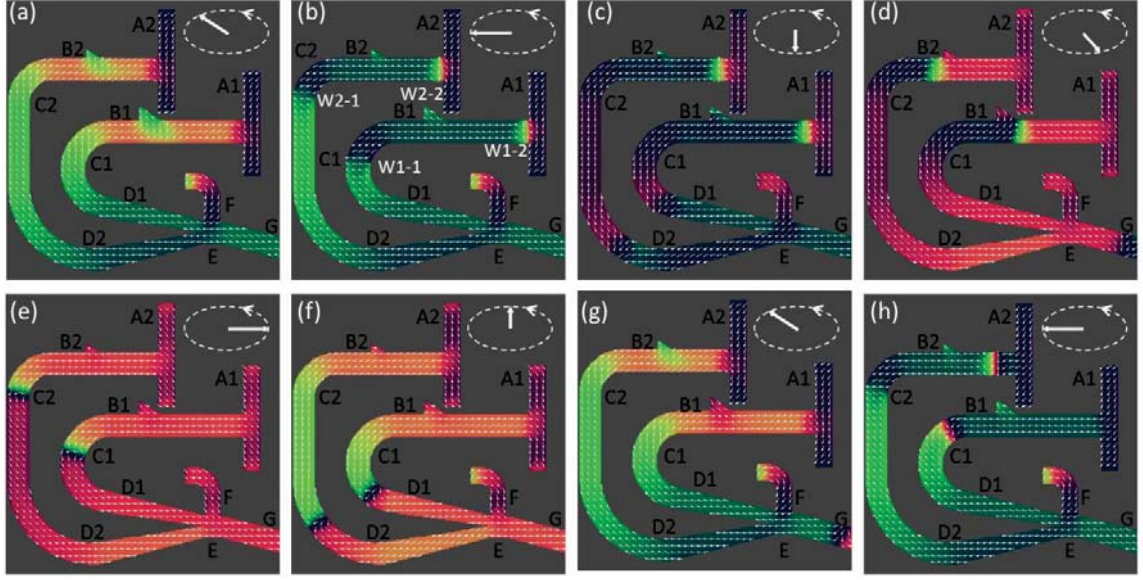 (a)
A2
B2
A1
C2
B1
C1
D1
F
G
D2
E
(b)
A2
C2
B2
A1
W2-1
W2-2
B1
C1
W1-1
W1-2
D1
F
G
D2
E
(c)
A2
B2
A1
C2
B1
C1
D1
F
G
D2
E
(d)
A2
B2
A1
C2
B1
C1
D1
F
G
D2
E
(e)
A2
B2
A1
C2
B1
C1
D1
F
G
D2
E
(f)
A2
B2
A1
C2
B1
C1
D1
F
G
D2
E
(g)
A2
B2
A1
C2
B1
C1
D1
F
G
D2
E
(h)
A2
B2
A1
C2
B1
C1
D1
F
G
D2
E